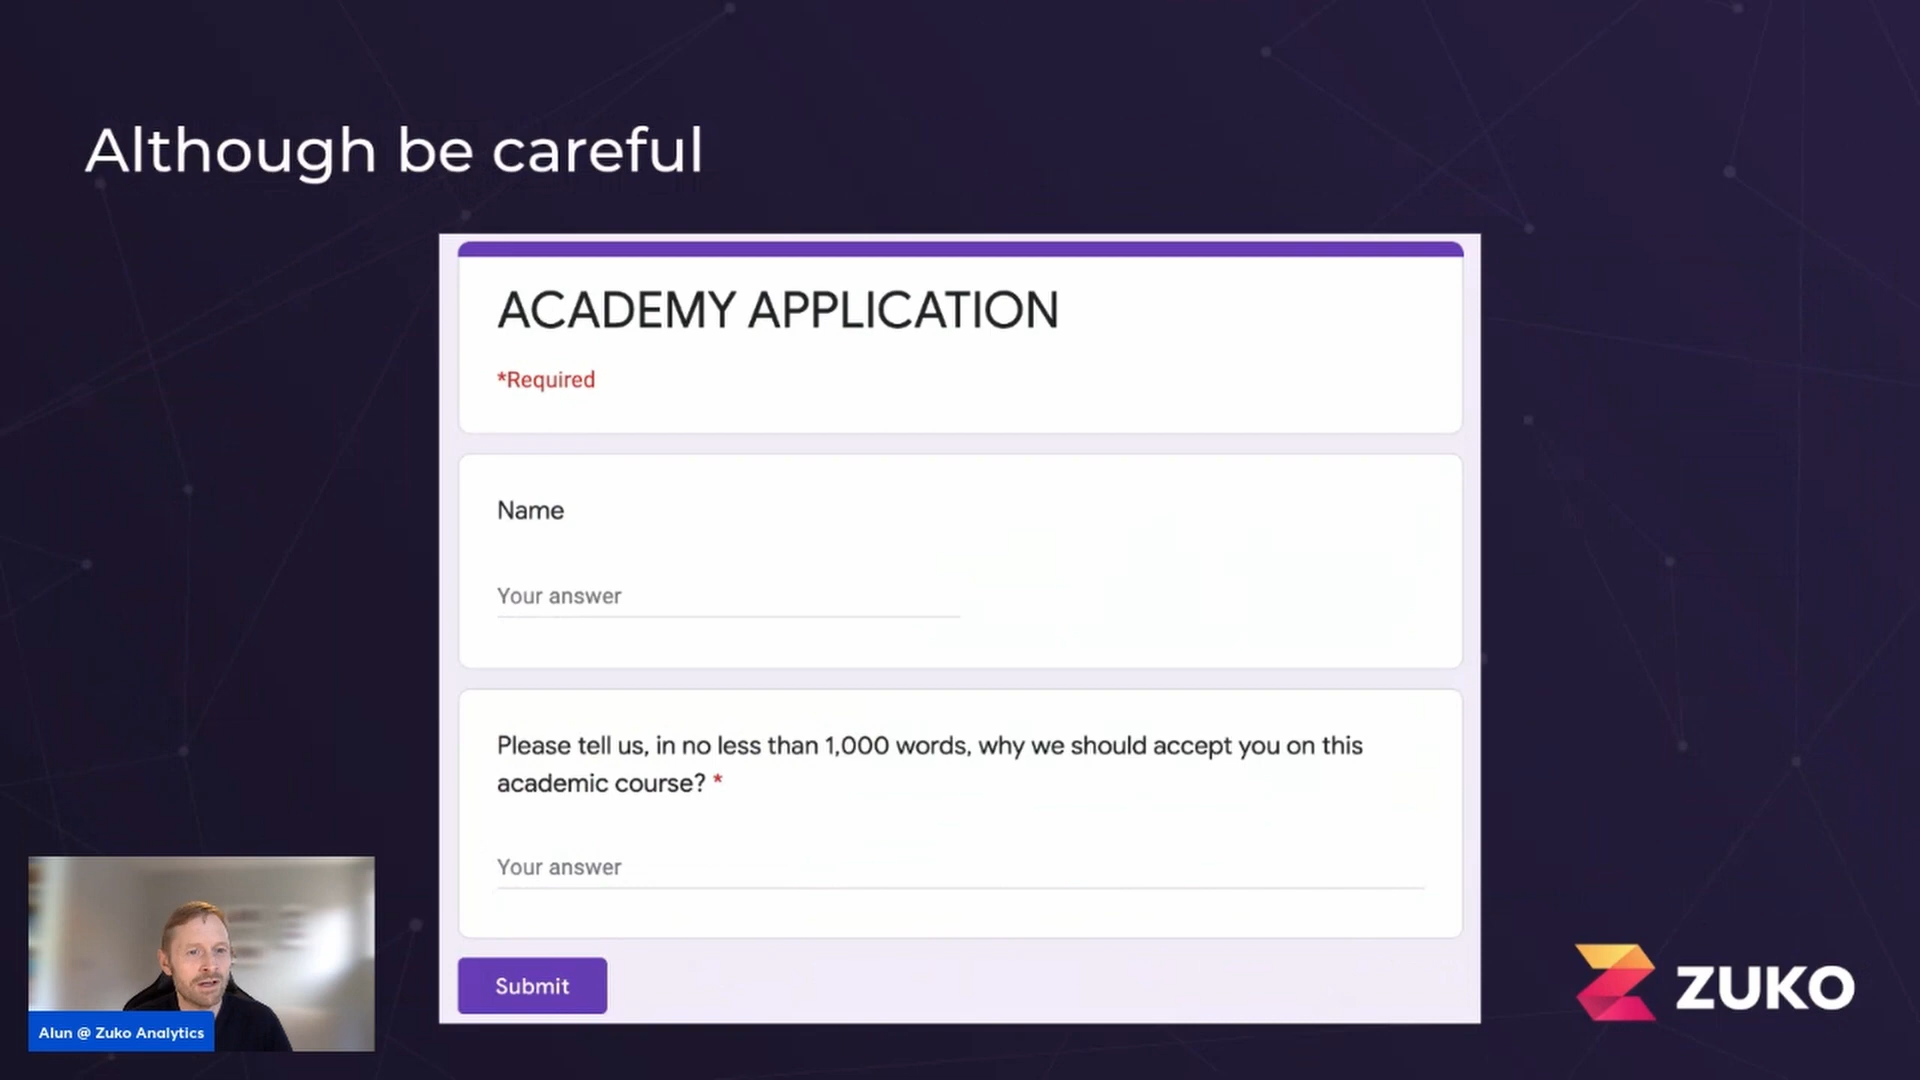 Although be careful
ACADEMY APPLICATION
*Required
Name
Your answer
Please tell us, in no less than 1,000 words, why we should accept you on this
academic course? *
Your answer
Submit
Alun @ Zuko Analytics
ZUKO